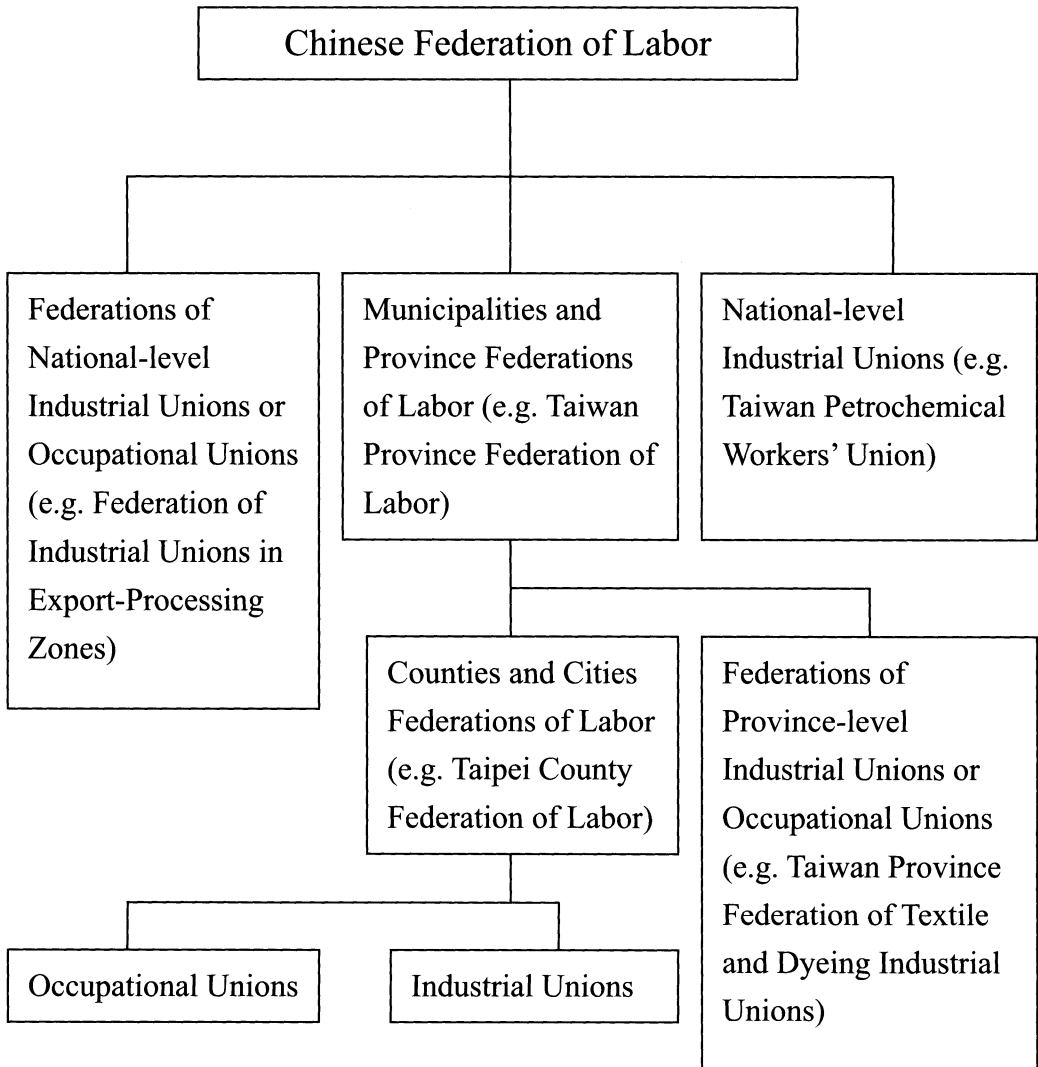 Chinese Federation of Labor
Federations of
National-level
Industrial Unions or
Occupational Unions
(e.g. Federation of
Industrial Unions in
Export-Processing
Zones)
Municipalities and
Province Federations
of Labor (e.g. Taiwan
Province Federation of
Labor)
National-level
Industrial Unions (e.g.
Taiwan Petrochemical
Workers’ Union)
Counties and Cities
Federations of Labor
(e.g. Taipei County
Federation of Labor)
Federations of
Province-level
Industrial Unions or
Occupational Unions
(e.g. Taiwan Province
Federation of Textile
and Dyeing Industrial
Unions)
Occupational Unions
Industrial Unions